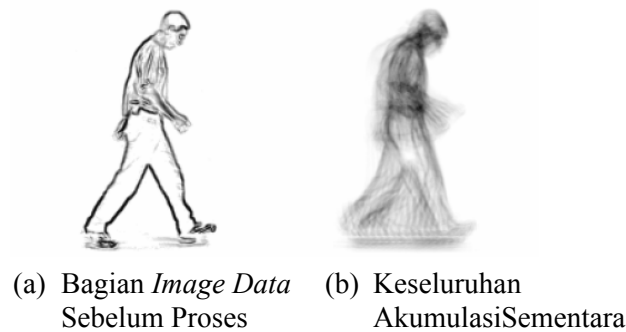 (a) Bagian Image Data
Sebelum Proses
(b) Keseluruhan
AkumulasiSementara